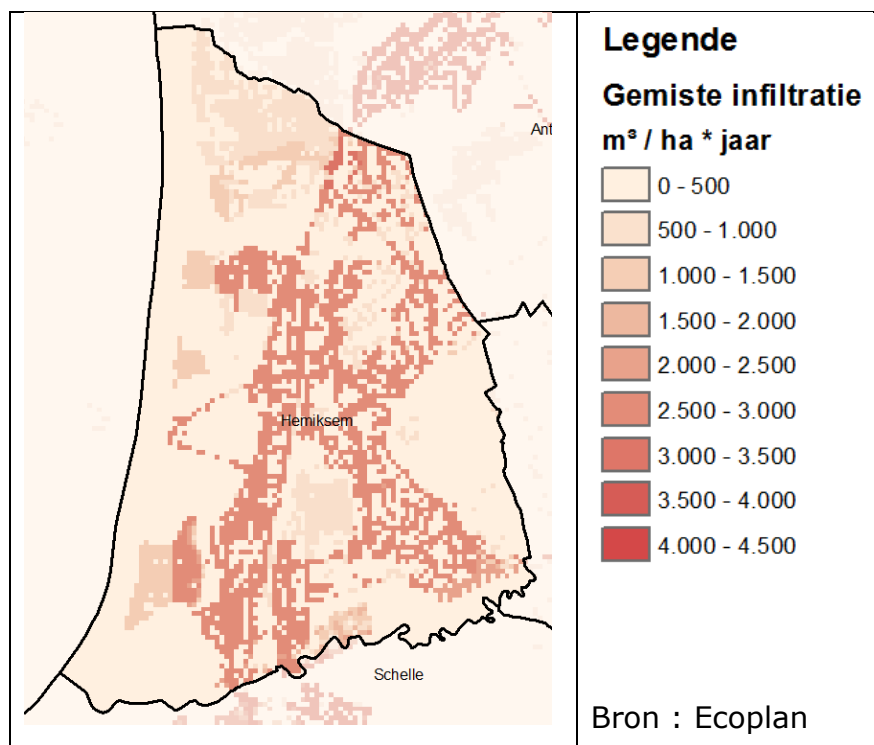 Ant
Hemiksem
Schelle
Legende
Gemiste infiltratie
m³ / ha * jaar
0 - 500
500 - 1.000
1.000 - 1.500
1.500 - 2.000
2.000 - 2.500
2.500 - 3.000
3.000 - 3.500
3.500 - 4.000
4.000 - 4.500
Bron : Ecoplan